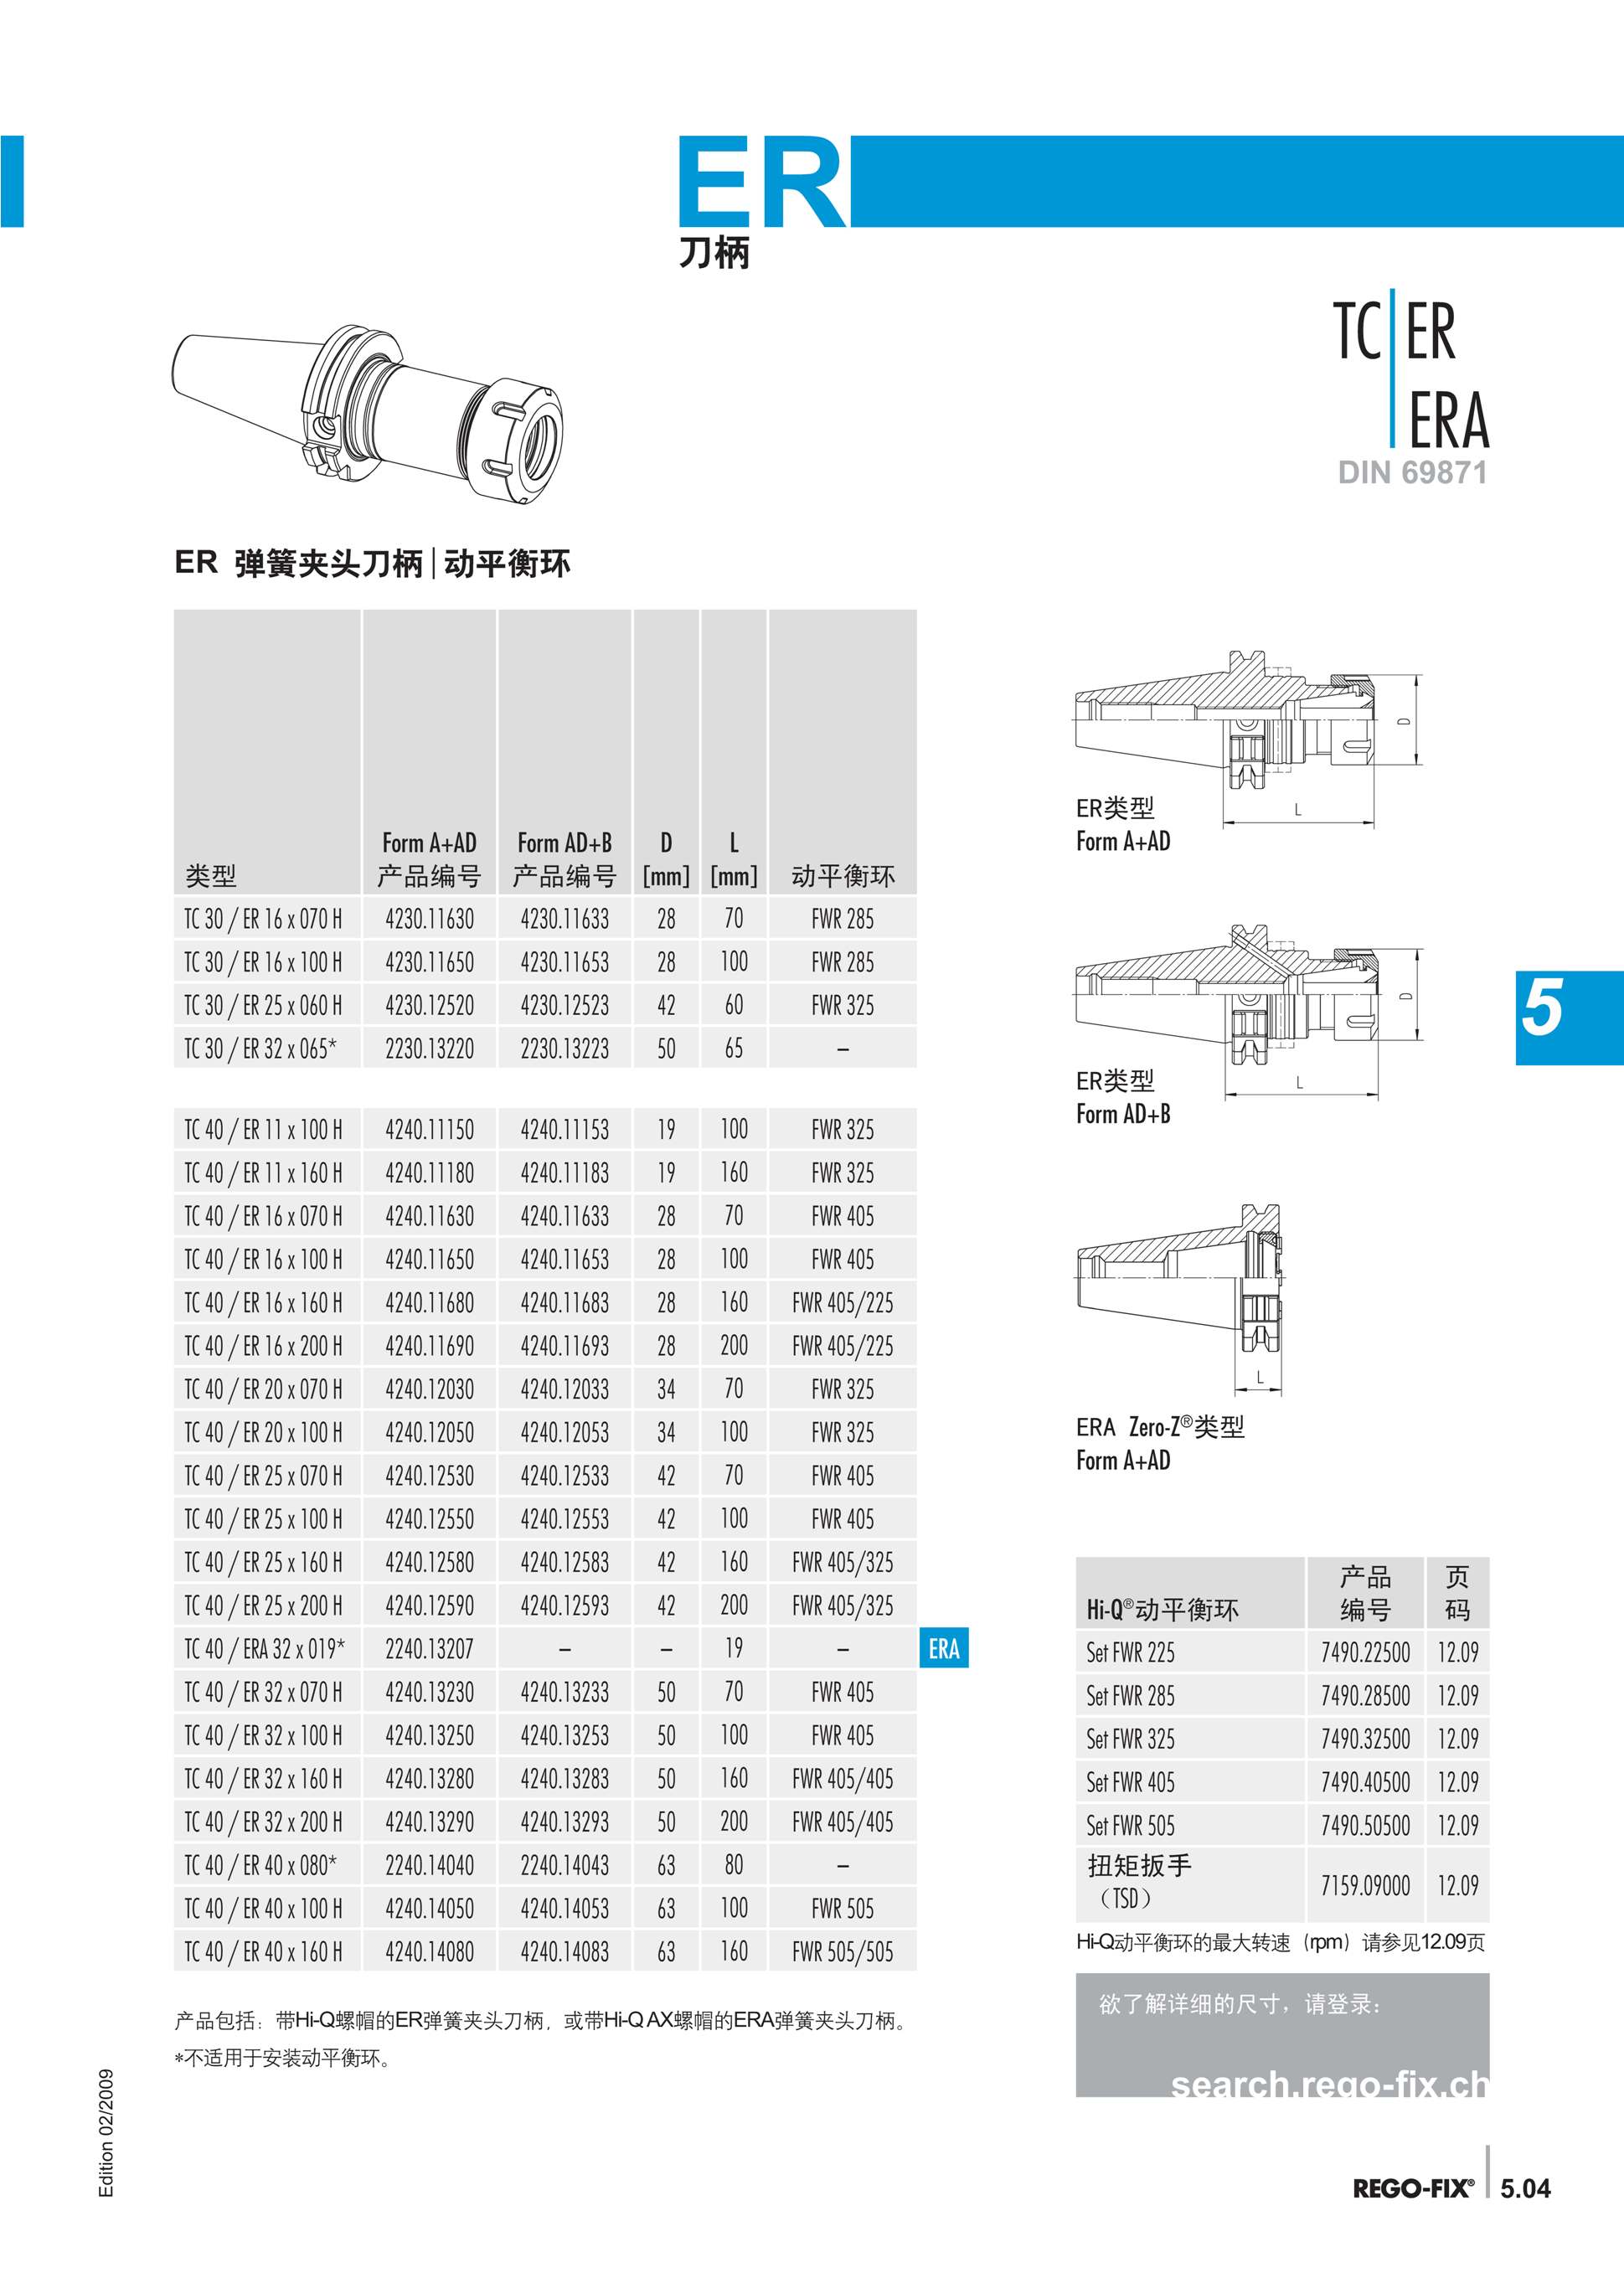 ER
刀柄
TC ER
ERA
DIN 69871
ER 弹簧夹头刀柄|动平衡环
类型 Form A+AD 产品编号 Form AD+B 产品编号 D [mm] L [mm] 动平衡环
TC 30 / ER 16 x 070 H 4230.11630 4230.11633 28 70 FWR 285
TC 30 / ER 16 x 100 H 4230.11650 4230.11653 28 100 FWR 285
TC 30 / ER 25 x 060 H 4230.12520 4230.12523 42 60 FWR 325
TC 30 / ER 32 x 065* 2230.13220 2230.13223 50 65 –
TC 40 / ER 11 x 100 H 4240.11150 4240.11153 19 100 FWR 325
TC 40 / ER 11 x 160 H 4240.11180 4240.11183 19 160 FWR 325
TC 40 / ER 16 x 070 H 4240.11630 4240.11633 28 70 FWR 405
TC 40 / ER 16 x 100 H 4240.11650 4240.11653 28 100 FWR 405
TC 40 / ER 16 x 160 H 4240.11680 4240.11683 28 160 FWR 405/225
TC 40 / ER 16 x 200 H 4240.11690 4240.11693 28 200 FWR 405/225
TC 40 / ER 20 x 070 H 4240.12030 4240.12033 34 70 FWR 325
TC 40 / ER 20 x 100 H 4240.12050 4240.12053 34 100 FWR 325
TC 40 / ER 25 x 070 H 4240.12530 4240.12533 42 70 FWR 405
TC 40 / ER 25 x 100 H 4240.12550 4240.12553 42 100 FWR 405
TC 40 / ER 25 x 160 H 4240.12580 4240.12583 42 160 FWR 405/325
TC 40 / ER 25 x 200 H 4240.12590 4240.12593 42 200 FWR 405/325
TC 40 / ERA 32 x 019* 2240.13207 – – 19 – ERA
TC 40 / ER 32 x 070 H 4240.13230 4240.13233 50 70 FWR 405
TC 40 / ER 32 x 100 H 4240.13250 4240.13253 50 100 FWR 405
TC 40 / ER 32 x 160 H 4240.13280 4240.13283 50 160 FWR 405/405
TC 40 / ER 32 x 200 H 4240.13290 4240.13293 50 200 FWR 405/405
TC 40 / ER 40 x 080* 2240.14040 2240.14043 63 80 –
TC 40 / ER 40 x 100 H 4240.14050 4240.14053 63 100 FWR 505
TC 40 / ER 40 x 160 H 4240.14080 4240.14083 63 160 FWR 505/505
产品包括：带Hi-Q螺帽的ER弹簧夹头刀柄，或带Hi-Q AX螺帽的ERA弹簧夹头刀柄。
*不适用于安装动平衡环。
D
L
ER类型
Form A+AD
D
L
ER类型
Form AD+B
L
ERA Zero-Z®类型
Form A+AD
5
Hi-Q®动平衡环 产品编号 页码
Set FWR 225 7490.22500 12.09
Set FWR 285 7490.28500 12.09
Set FWR 325 7490.32500 12.09
Set FWR 405 7490.40500 12.09
Set FWR 505 7490.50500 12.09
扭矩扳手
（TSD） 7159.09000 12.09
Hi-Q动平衡环的最大转速（rpm）请参见12.09页
欲了解详细的尺寸，请登录：
search.rego-fix.ch
Edition 02/2009
REGO-FIX® 5.04